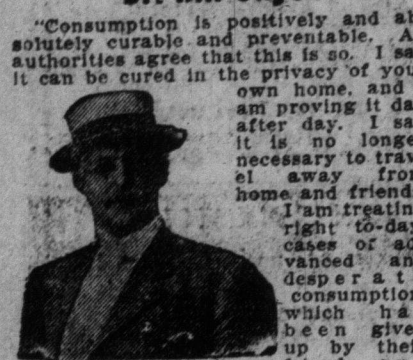 "Consumption is positively and ab
solutely curable and preventable. A
authorities agree that this is so. I sa
it can be cured in the privacy of you
own home, and
am proving it da
after day. I sa
it is no longe
necessary to trav
el away fro
home and friend
I am treatin
right to-day
cases of ad
vanced an
desperat
consumption
which ha
been give
up by the